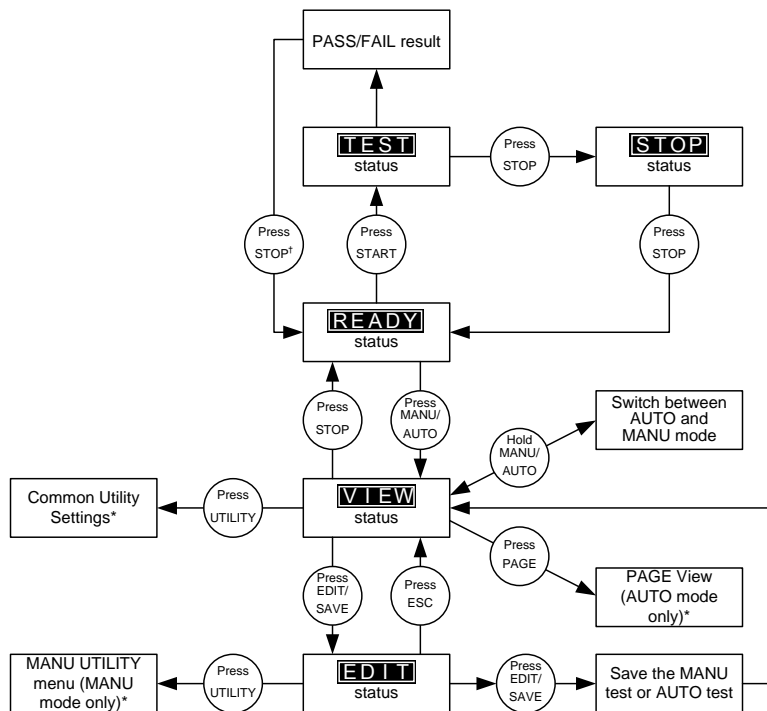 PASS/FAIL result
TEST
status
Press
STOP
STOP
status
Press
STOP†
Press
START
Press
STOP
READY
status
Press
STOP
Press
MANU/
AUTO
Hold
MANU/
AUTO
Switch between
AUTO and
MANU mode
Common Utility
Settings*
Press
UTILITY
VIEW
status
Press
PAGE
PAGE View
(AUTO mode
only)*
Press
EDIT/
SAVE
Press
ESC
MANU UTILITY
menu (MANU
mode only)*
Press
UTILITY
EDIT
status
Press
EDIT/
SAVE
Save the MANU
test or AUTO test